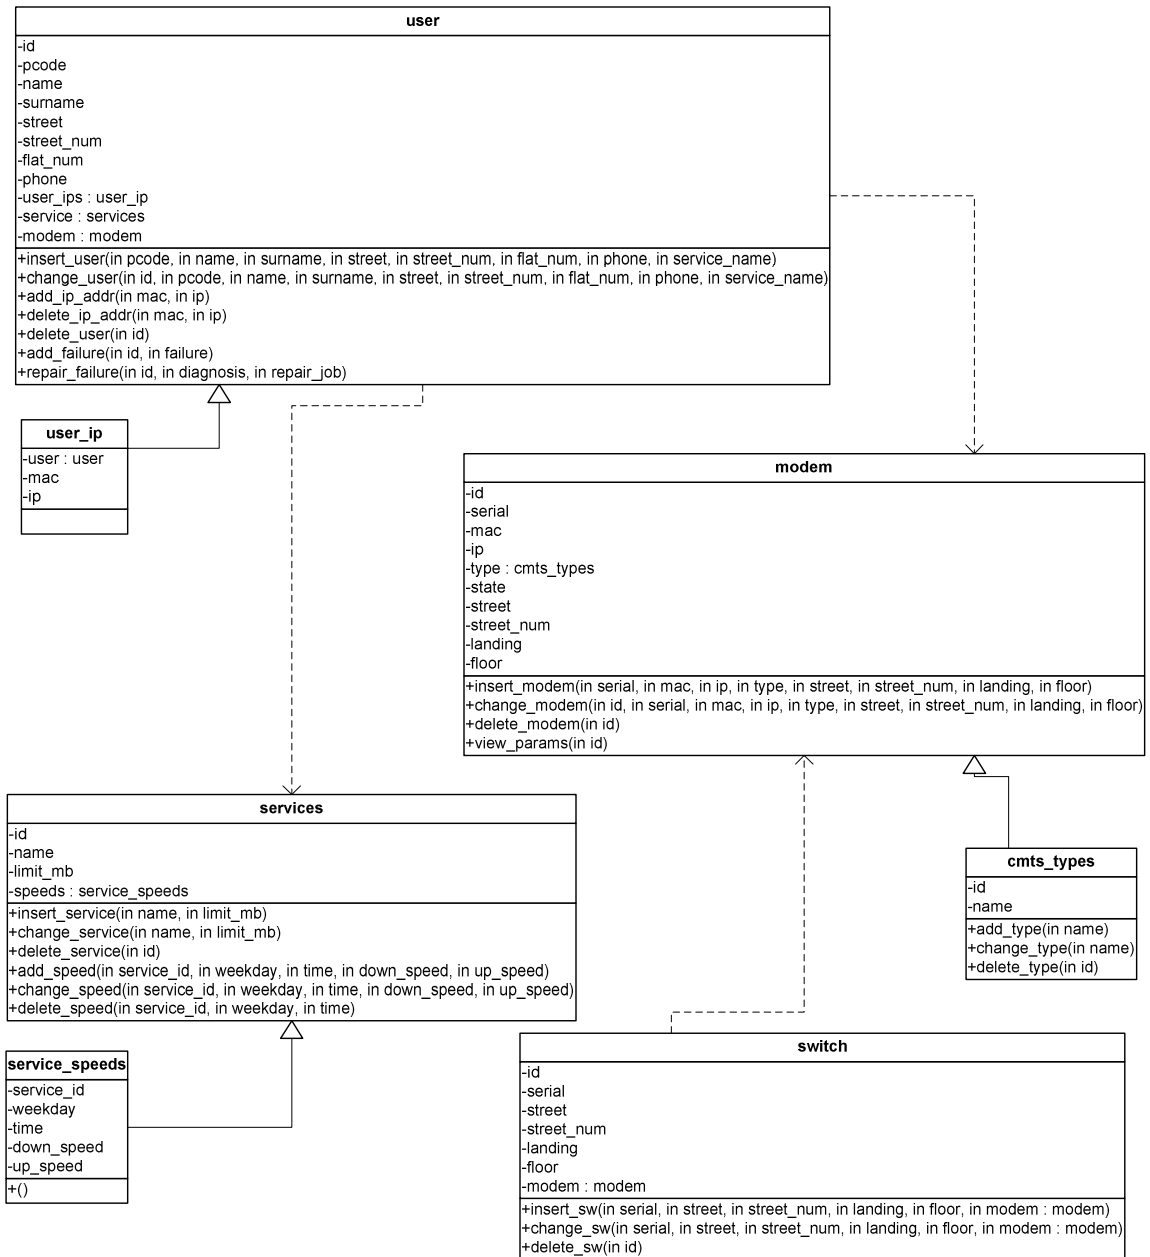 user
-id
-pcode
-name
-surname
-street
-street_num
-flat_num
-phone
-user_ips : user_ip
-service : services
-modem : modem
+insert_user(in pcode, in name, in surname, in street, in street_num, in flat_num, in phone, in service_name)
+change_user(in id, in pcode, in name, in surname, in street, in street_num, in flat_num, in phone, in service_name)
+add_ip_addr(in mac, in ip)
+delete_ip_addr(in mac, in ip)
+delete_user(in id)
+add_failure(in id, in failure)
+repair_failure(in id, in diagnosis, in repair_job)
user_ip
-user : user
-mac
-ip
modem
-id
-serial
-mac
-ip
-type : cmts_types
-state
-street
-street_num
-landing
-floor
+insert_modem(in serial, in mac, in ip, in type, in street, in street_num, in landing, in floor)
+change_modem(in id, in serial, in mac, in ip, in type, in street, in street_num, in landing, in floor)
+delete_modem(in id)
+view_params(in id)
services
-id
-name
-limit_mb
-speeds : service_speeds
+insert_service(in name, in limit_mb)
+change_service(in name, in limit_mb)
+delete_service(in id)
+add_speed(in service_id, in weekday, in time, in down_speed, in up_speed)
+change_speed(in service_id, in weekday, in time, in down_speed, in up_speed)
+delete_speed(in service_id, in weekday, in time)
cmts_types
-id
-name
+add_type(in name)
+change_type(in name)
+delete_type(in id)
service_speeds
-service_id
-weekday
-time
-down_speed
-up_speed
+()
switch
-id
-serial
-street
-street_num
-landing
-floor
-modem : modem
+insert_sw(in serial, in street, in street_num, in landing, in floor, in modem : modem)
+change_sw(in serial, in street, in street_num, in landing, in floor, in modem : modem)
+delete_sw(in id)